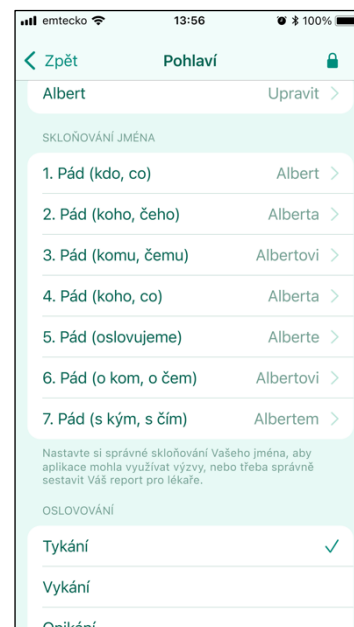 emtecko 13:56 100%
Zpět Pohlaví
Albert Upravit
SKLOŇOVÁNÍ JMÉNA
1. Pád (kdo, co) Albert
2. Pád (koho, čeho) Alberta
3. Pád (komu, čemu) Albertovi
4. Pád (koho, co) Alberta
5. Pád (oslovujeme) Alberte
6. Pád (o kom, o čem) Albertovi
7. Pád (s kým, s čím) Albertem
Nastavte si správné skloňování Vašeho jména, aby
aplikace mohla využívat výzvy, nebo třeba správně
sestavit Váš report pro lékaře.
OSLOVOVÁNÍ
Tykání
Vykání
Onikání